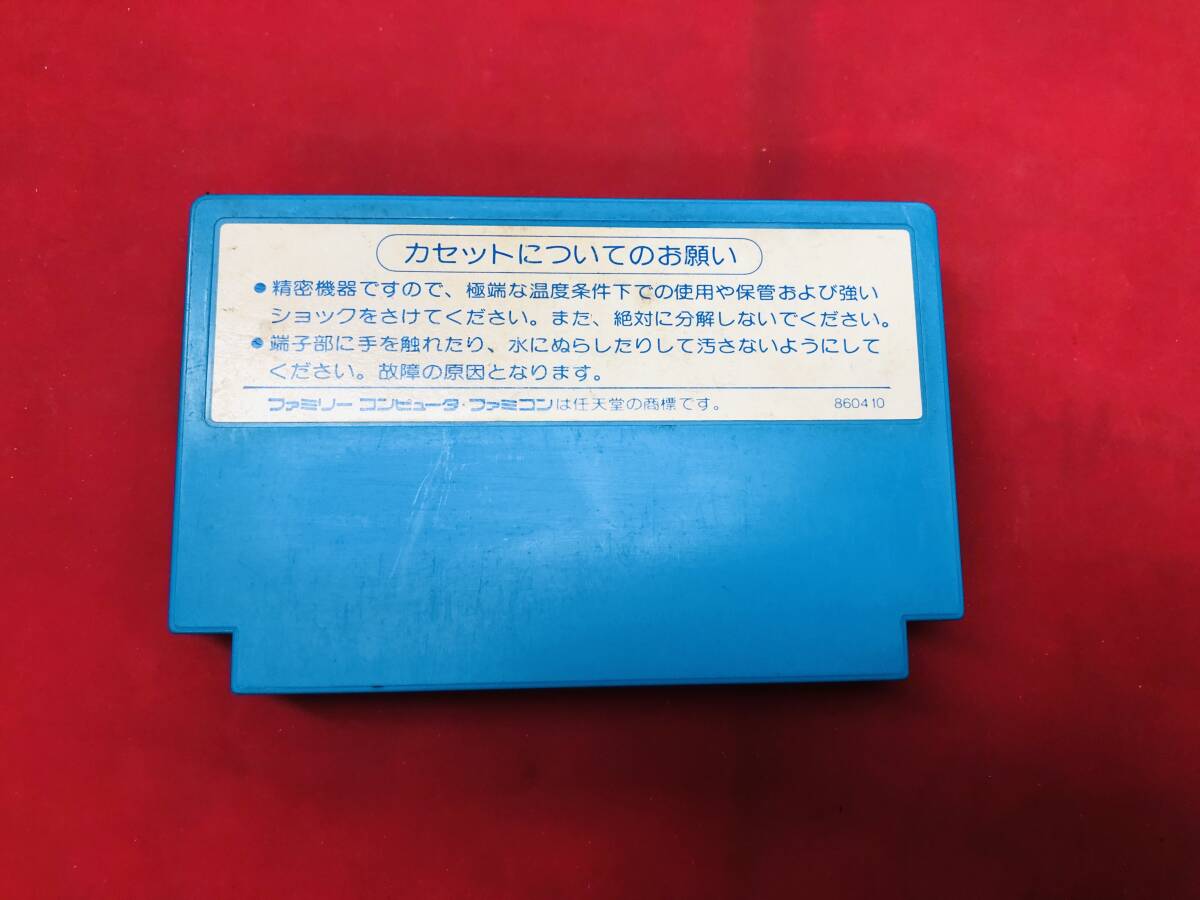 カセットについてのお願い
●精密機器ですので、極端な温度条件下での使用や保管および強い
ショックをさけてください。また、絶対に分解しないでください。
●端子部に手を触れたり、水にぬらしたりして汚さないようにして
ください。故障の原因となります。
ファミリー コンピュータ・ファミコンは任天堂の商標です。 860410